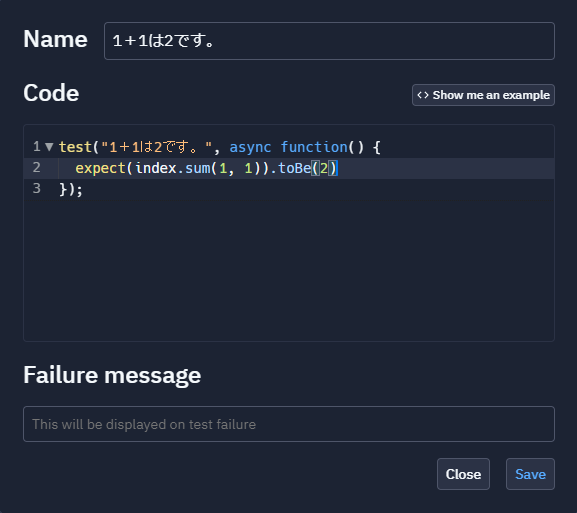 Name
1+1は2です。
Code
<> Show me an example
1 test("1+1は2です。", async function() {
2   expect(index.sum(1, 1)).toBe(2)
3 });
Failure message
This will be displayed on test failure
Close Save